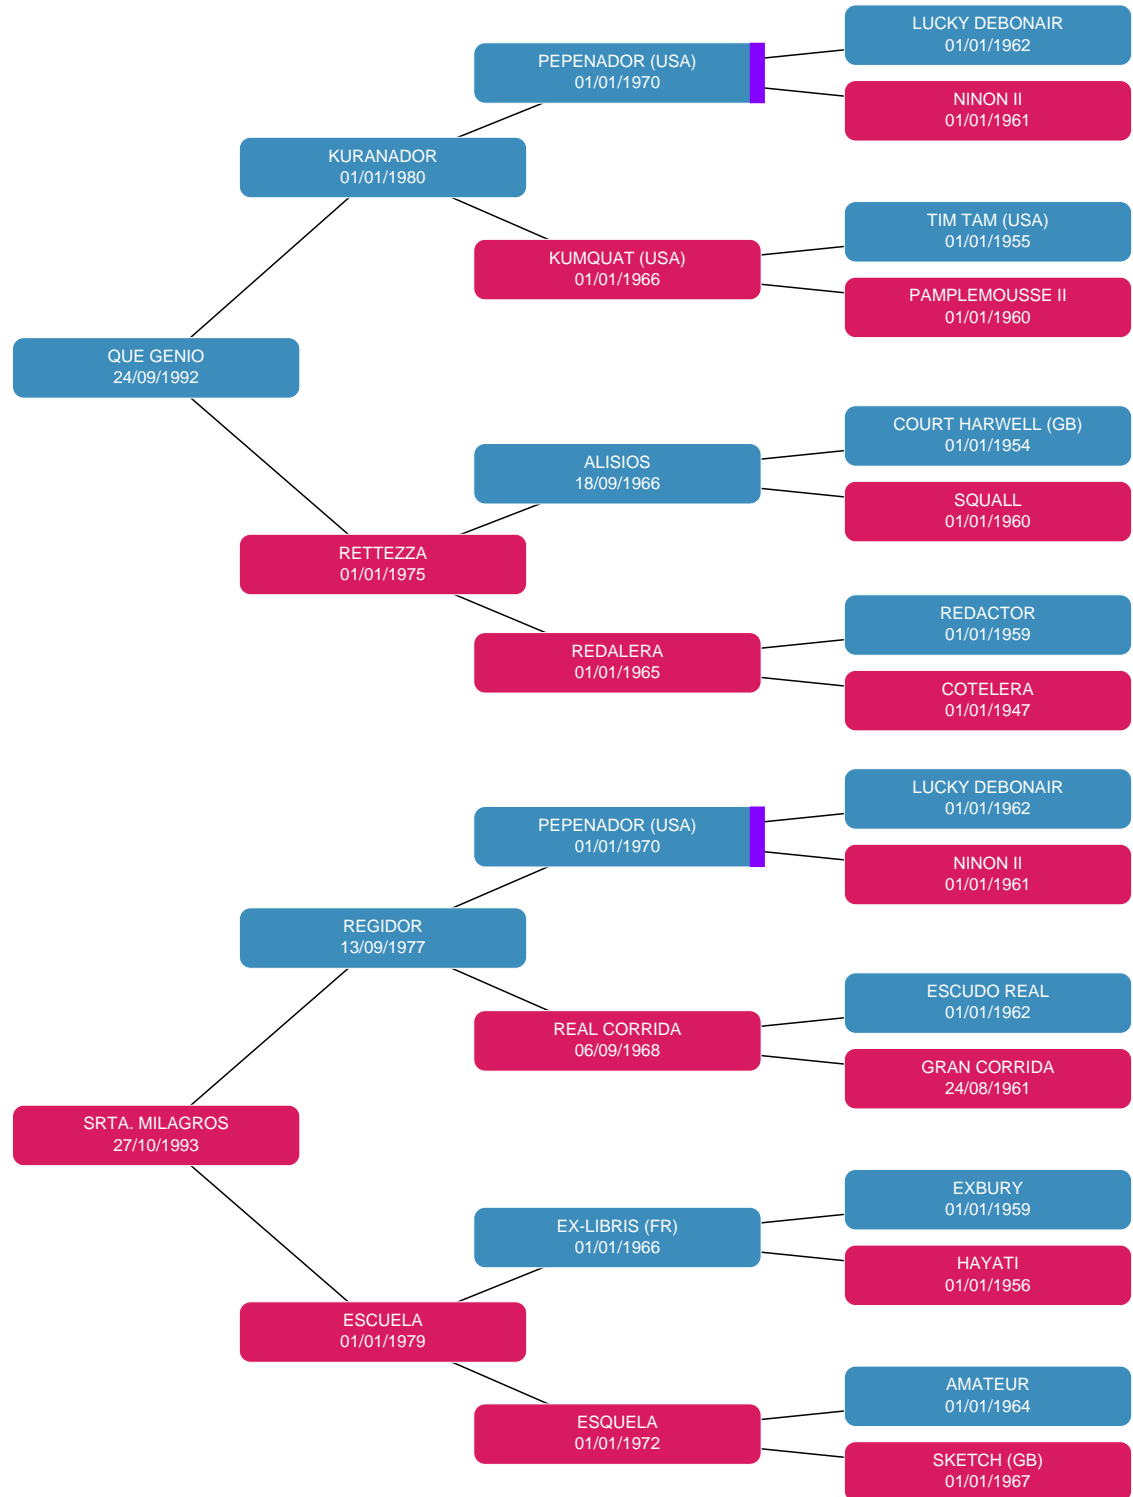 LUCKY DEBONAIR
01/01/1962
PEPENADOR (USA)
01/01/1970
NINON II
01/01/1961
KURANADOR
01/01/1980
TIM TAM (USA)
01/01/1955
KUMQUAT (USA)
01/01/1966
PAMPLEMOUSSE II
01/01/1960
QUE GENIO
24/09/1992
COURT HARWELL (GB)
01/01/1954
ALISIOS
18/09/1966
SQUALL
01/01/1960
RETTEZZA
01/01/1975
REDACTOR
01/01/1959
REDALERA
01/01/1965
COTELERA
01/01/1947
LUCKY DEBONAIR
01/01/1962
PEPENADOR (USA)
01/01/1970
NINON II
01/01/1961
REGIDOR
13/09/1977
ESCUDO REAL
01/01/1962
REAL CORRIDA
06/09/1968
GRAN CORRIDA
24/08/1961
SRTA. MILAGROS
27/10/1993
EXBURY
01/01/1959
EX-LIBRIS (FR)
01/01/1966
HAYATI
01/01/1956
ESCUELA
01/01/1979
AMATEUR
01/01/1964
ESQUELA
01/01/1972
SKETCH (GB)
01/01/1967